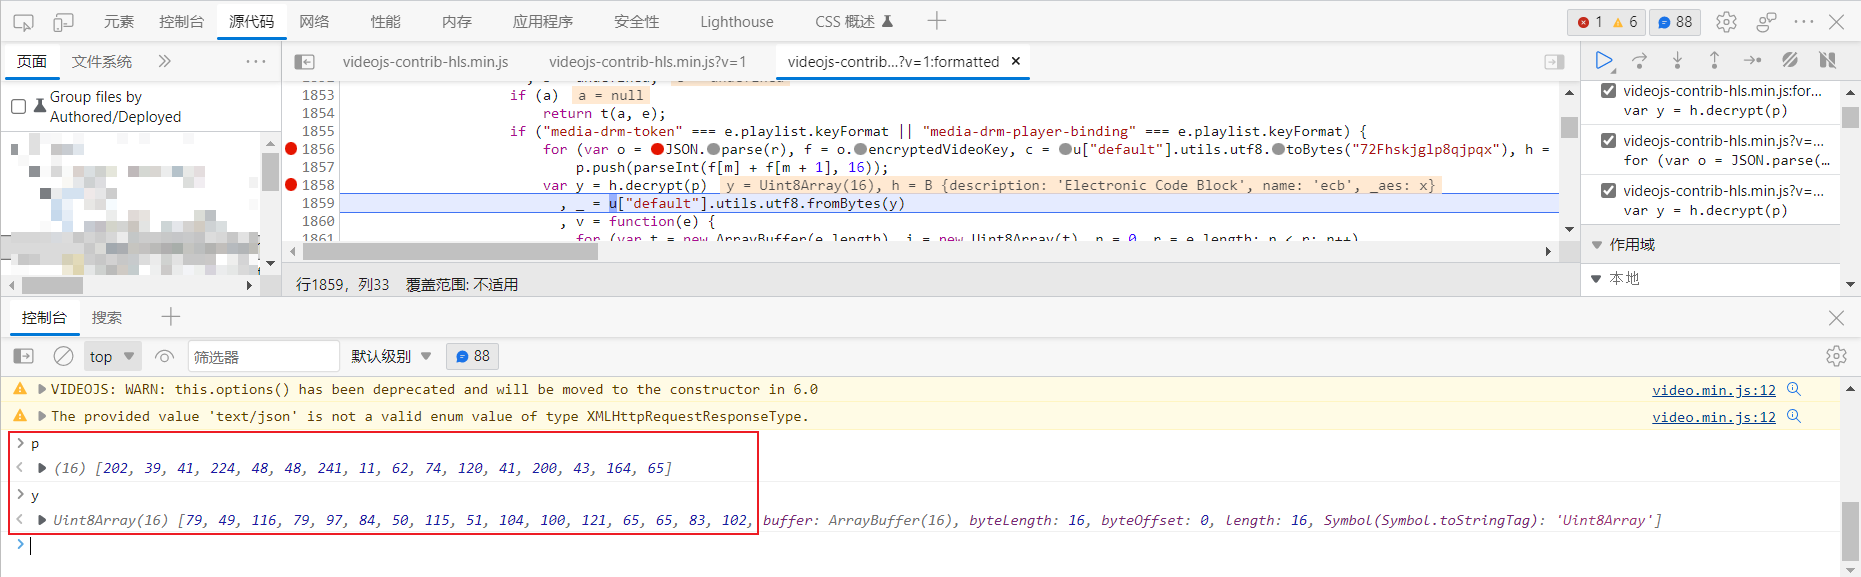 元素 控制台 源代码 网络 性能 内存 应用程序 安全性 Lighthouse CSS 概述 1 6 88
页面 文件系统
videojs-contrib-hls.min.js videojs-contrib-hls.min.js?v=1 videojs-contrib...?v=1:formatted ×
Group files by
Authored/Deployed
1853 if (a) a = null
1854 return t(a, e);
1855 if ("media-drm-token" === e.playlist.keyFormat || "media-drm-player-binding" === e.playlist.keyFormat) {
1856 for (var o = JSON.parse(r), f = o.encryptedVideoKey, c = u["default"].utils.utf8.toBytes("72Fhskjglp8qjpqx"), h =
1857 p.push(parseInt(f[m] + f[m + 1], 16));
1858 var y = h.decrypt(p) y = Uint8Array(16), h = B {description: 'Electronic Code Block', name: 'ecb', _aes: x}
1859 , _ = u["default"].utils.utf8.fromBytes(y)
1860 , v = function(e) {
1861 for (var t = new ArrayBuffer(e.length), i = new Uint8Array(t), n = 0, r = e.length; n < r; n++)
行1859，列33 覆盖范围: 不适用
videojs-contrib-hls.min.js:for...
var y = h.decrypt(p)
videojs-contrib-hls.min.js?v=...
for (var o = JSON.parse(…
videojs-contrib-hls.min.js?v=...
var y = h.decrypt(p)
作用域
本地
控制台 搜索
top 筛选器 默认级别 88
VIDEOJS: WARN: this.options() has been deprecated and will be moved to the constructor in 6.0 video.min.js:12
The provided value 'text/json' is not a valid enum value of type XMLHttpRequestResponseType. video.min.js:12
p
(16) [202, 39, 41, 224, 48, 48, 241, 11, 62, 74, 120, 41, 200, 43, 164, 65]
y
Uint8Array(16) [79, 49, 116, 79, 97, 84, 50, 115, 51, 104, 100, 121, 65, 65, 83, 102, buffer: ArrayBuffer(16), byteLength: 16, byteOffset: 0, length: 16, Symbol(Symbol.toStringTag): 'Uint8Array']